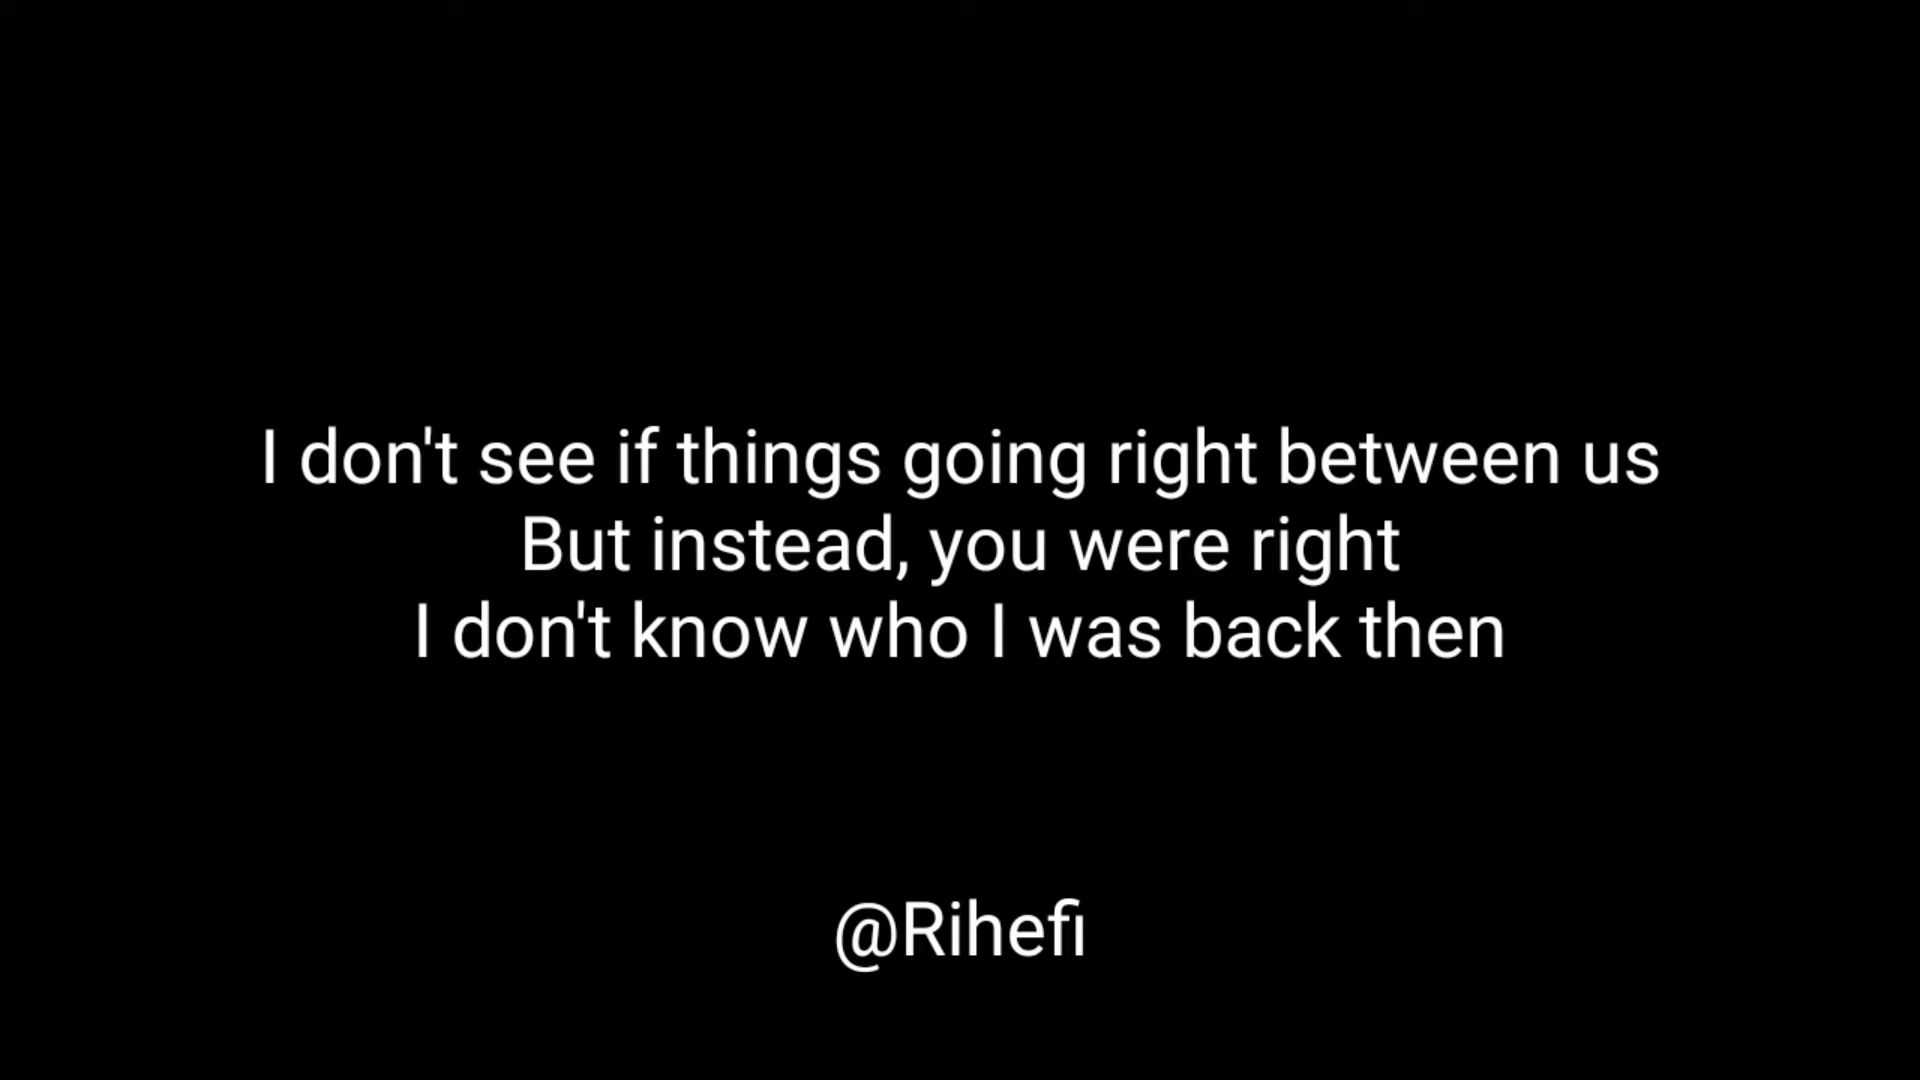 I don't see if things going right between us
But instead, you were right
I don't know who I was back then
@Rihefi